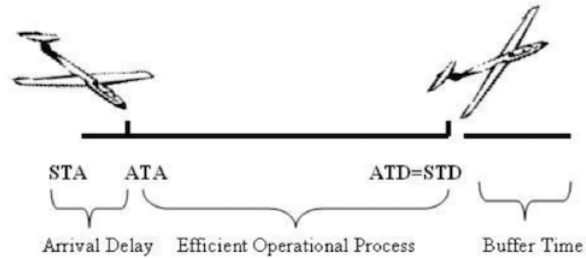 STA ATA ATD=STD
Arrival Delay Efficient Operational Process Buffer Time